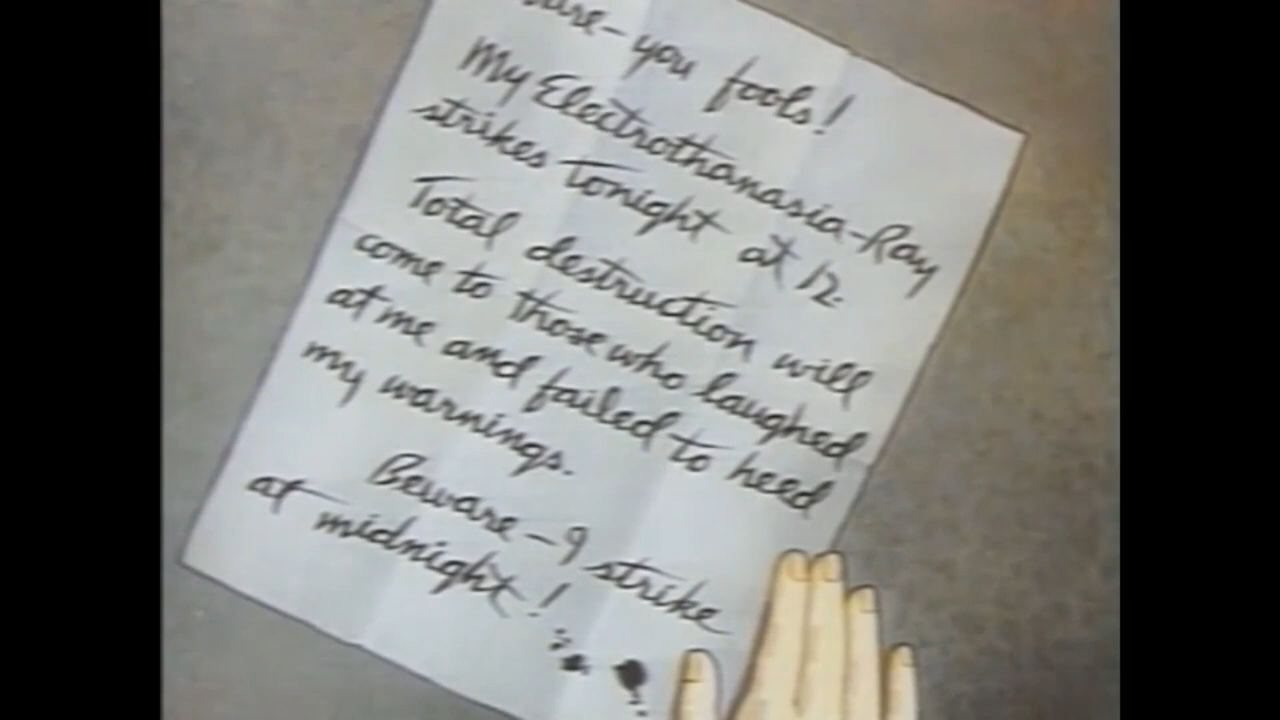 you fools!
My Electrothanasia-Ray
strikes Tonight at 12.
Total destruction will
come to those who laughed
at me and failed to heed
my warnings.
Beware-I strike
at midnight!